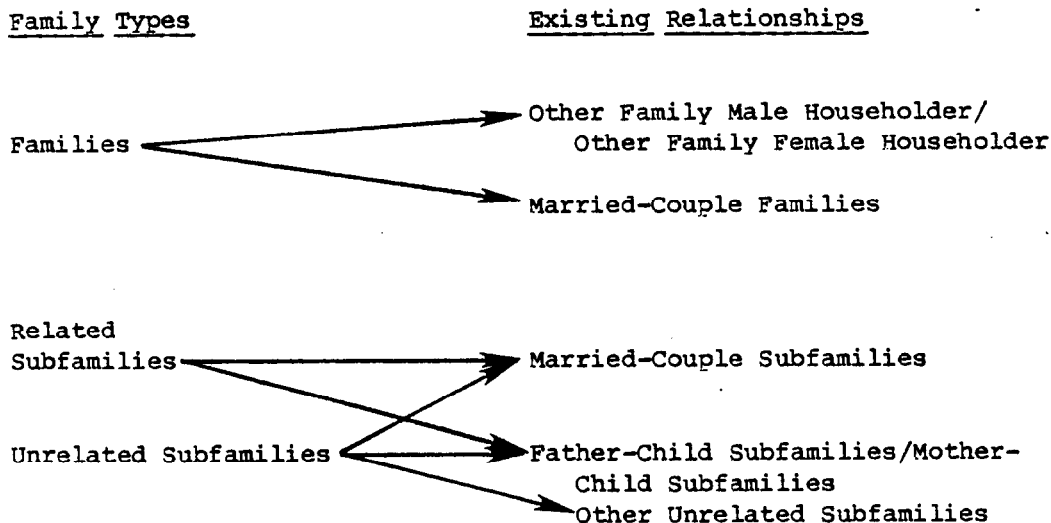 Family Types Existing Relationships
Other Family Male Householder/
Families Other Family Female Householder
Married-Couple Families
Related
Subfamilies Married-Couple Subfamilies
Unrelated Subfamilies Father-Child Subfamilies/Mother-
Child Subfamilies
Other Unrelated Subfamilies